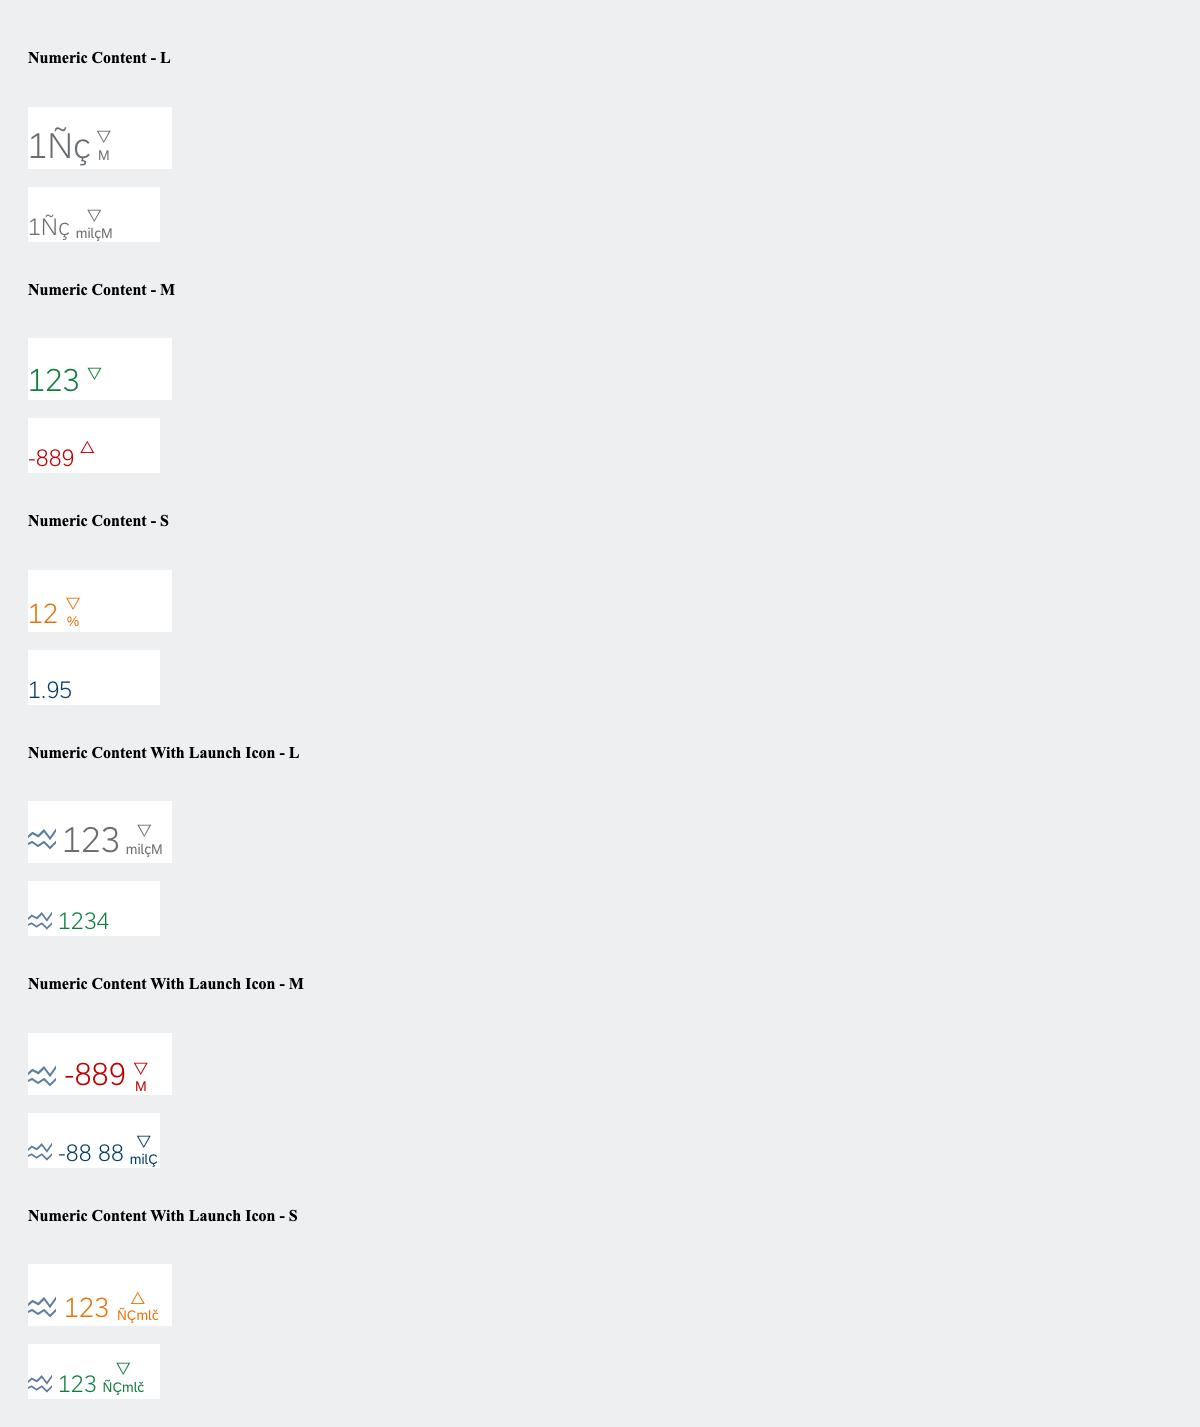 Numeric Content - L
1Ñç
M
1Ñç
milçM
Numeric Content - M
123
-889
Numeric Content - S
12
%
1.95
Numeric Content With Launch Icon - L
123
milçM
1234
Numeric Content With Launch Icon - M
-889
M
-88 88
milÇ
Numeric Content With Launch Icon - S
123
ÑÇmlč
123
ÑÇmlč